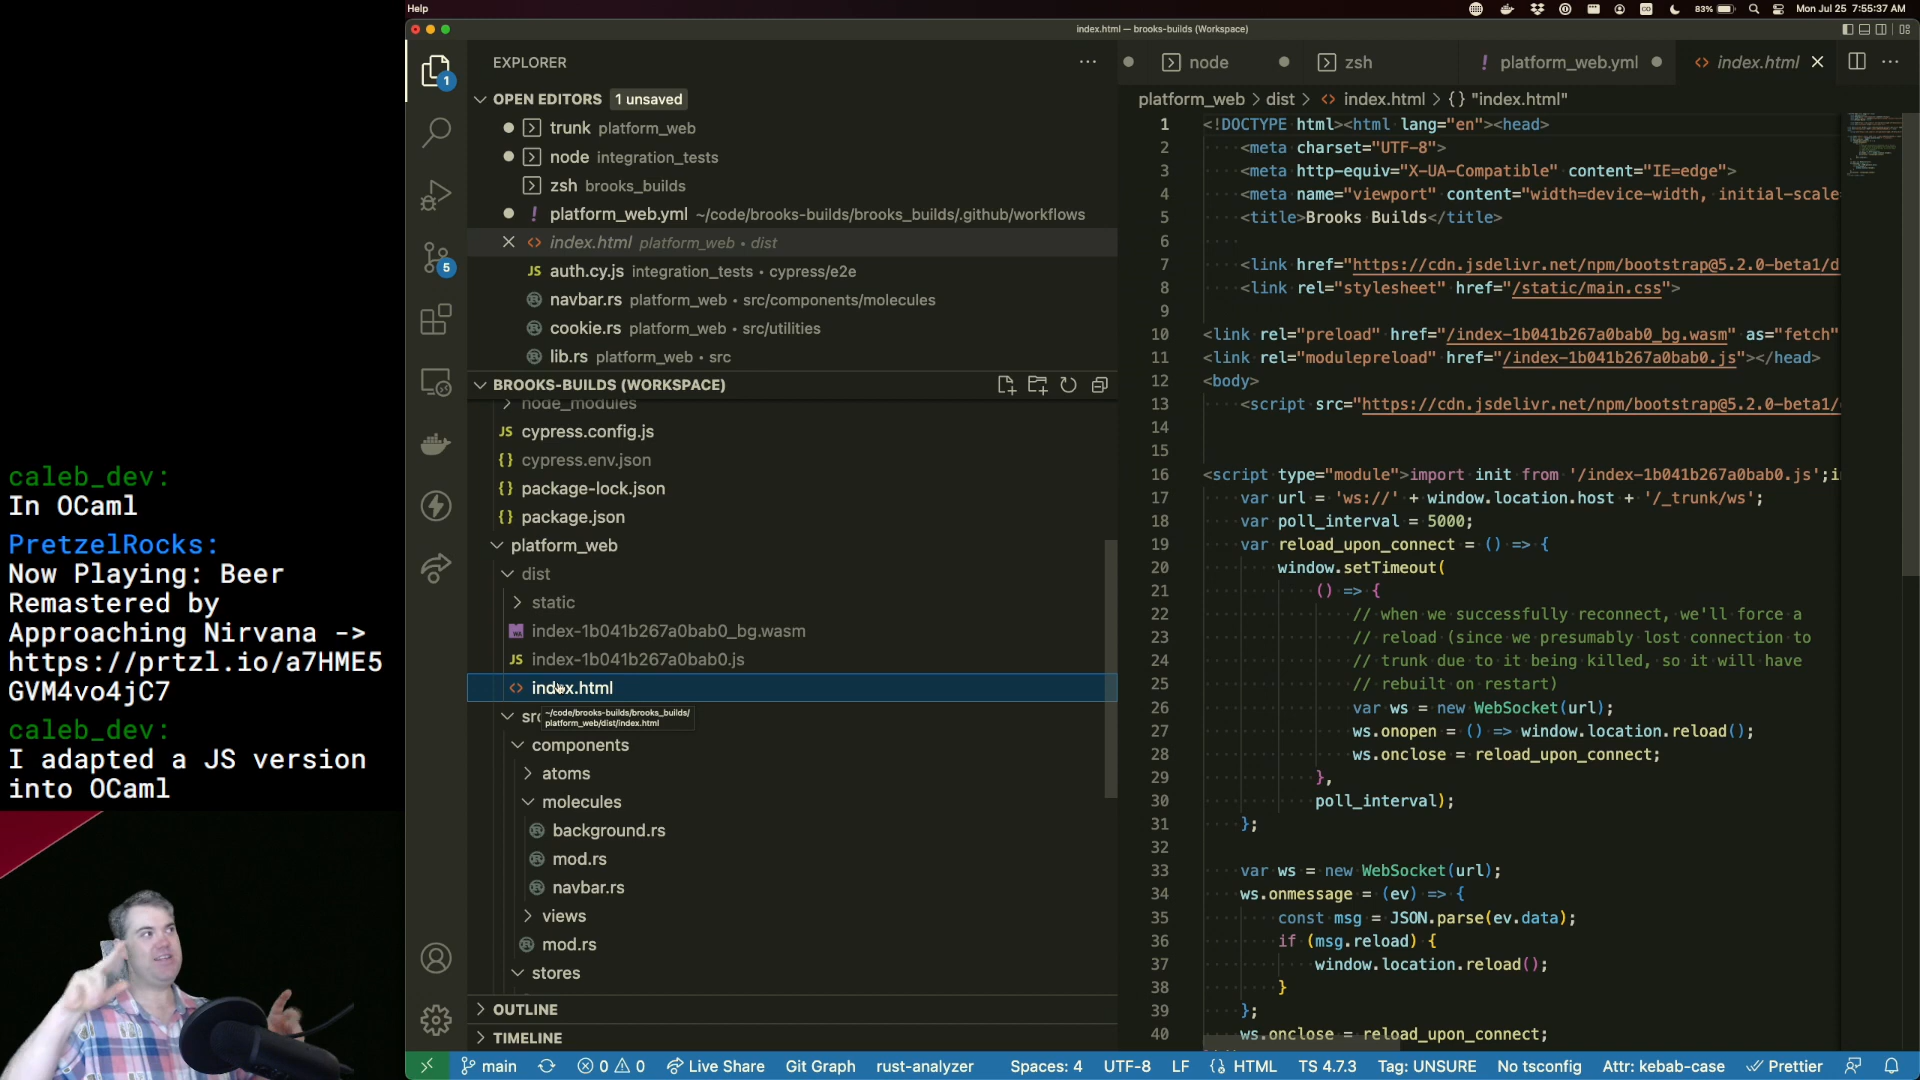 Help
83%
Mon Jul 25 7:55:37 AM
index.html — brooks-builds (Workspace)
EXPLORER
OPEN EDITORS 1 unsaved
trunk platform_web
node integration_tests
zsh brooks_builds
platform_web.yml ~/code/brooks-builds/brooks_builds/.github/workflows
index.html platform_web • dist
JS auth.cy.js integration_tests • cypress/e2e
navbar.rs platform_web • src/components/molecules
cookie.rs platform_web • src/utilities
lib.rs platform_web • src
BROOKS-BUILDS (WORKSPACE)
node_modules
JS cypress.config.js
{} cypress.env.json
{} package-lock.json
{} package.json
platform_web
dist
static
index-1b041b267a0bab0_bg.wasm
JS index-1b041b267a0bab0.js
<> index.html
src
~/code/brooks-builds/brooks_builds/
platform_web/dist/index.html
components
atoms
molecules
background.rs
mod.rs
navbar.rs
views
mod.rs
stores
OUTLINE
TIMELINE
1
5
node
zsh
! platform_web.yml
<> index.html
platform_web > dist > <> index.html > {} "index.html"
1 <!DOCTYPE html><html lang="en"><head>
2 <meta charset="UTF-8">
3 <meta http-equiv="X-UA-Compatible" content="IE=edge">
4 <meta name="viewport" content="width=device-width, initial-scale
5 <title>Brooks Builds</title>
6
7 <link href="https://cdn.jsdelivr.net/npm/bootstrap@5.2.0-beta1/d
8 <link rel="stylesheet" href="/static/main.css">
9
10 <link rel="preload" href="/index-1b041b267a0bab0_bg.wasm" as="fetch"
11 <link rel="modulepreload" href="/index-1b041b267a0bab0.js"></head>
12 <body>
13 <script src="https://cdn.jsdelivr.net/npm/bootstrap@5.2.0-beta1/
14
15
16 <script type="module">import init from '/index-1b041b267a0bab0.js';i
17 var url = 'ws://' + window.location.host + '/_trunk/ws';
18 var poll_interval = 5000;
19 var reload_upon_connect = () => {
20 window.setTimeout(
21 () => {
22 // when we successfully reconnect, we'll force a
23 // reload (since we presumably lost connection to
24 // trunk due to it being killed, so it will have
25 // rebuilt on restart)
26 var ws = new WebSocket(url);
27 ws.onopen = () => window.location.reload();
28 ws.onclose = reload_upon_connect;
29 },
30 poll_interval);
31 };
32
33 var ws = new WebSocket(url);
34 ws.onmessage = (ev) => {
35 const msg = JSON.parse(ev.data);
36 if (msg.reload) {
37 window.location.reload();
38 }
39 };
40 ws.onclose = reload_upon_connect;
caleb_dev:
In OCaml
PretzelRocks:
Now Playing: Beer
Remastered by
Approaching Nirvana ->
https://prtzl.io/a7HME5
GVM4vo4jC7
caleb_dev:
I adapted a JS version
into OCaml
main 0 0 Live Share Git Graph rust-analyzer Spaces: 4 UTF-8 LF HTML TS 4.7.3 Tag: UNSURE No tsconfig Attr: kebab-case Prettier